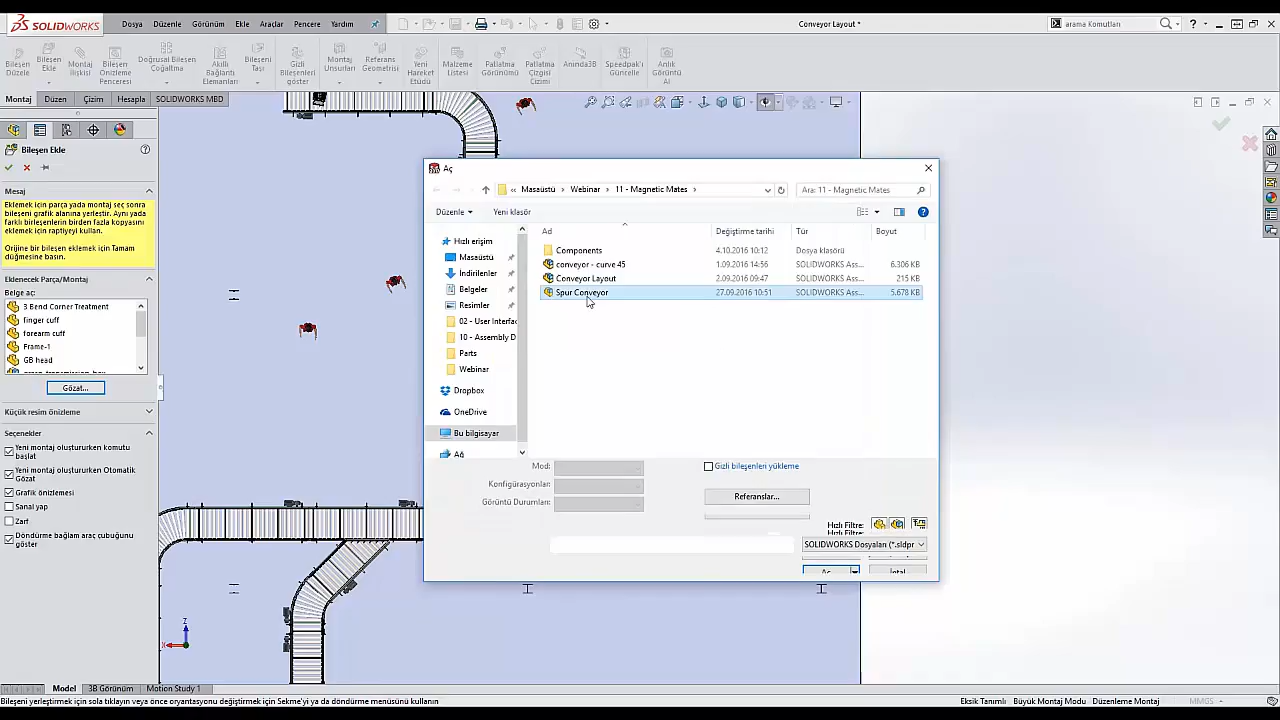 SOLIDWORKS
Dosya Düzenle Görünüm Ekle Araçlar Pencere Yardım
Conveyor Layout *
arama Komutları
Bileşen Düzele
Bileşen Ekle
Montaj İlişkisi
Bileşen Önizleme Penceresi
Doğrusal Bileşen Çoğaltma
Akıllı Bağlantı Elemanları
Bileşeni Taşı
Gizli Bileşenleri göster
Montaj Unsurları
Referans Geometrisi
Yeni Hareket Etüdü
Malzeme Listesi
Patlatma Görünümü
Patlatma Çizgisi Çizimi
Anında3B
Speedpak'ı Güncelle
Anlık Görüntü Al
Montaj Düzen Çizim Hesapla SOLIDWORKS MBD
Bileşen Ekle
Mesaj
Eklemek için parça yada montaj seç sonra
bileşeni grafik alanına yerleştir. Aynı yada
farklı birleşenlerin birden fazla kopyasını
eklemek için raptiyeyi kullan.
Orijine bir bileşen eklemek için Tamam
düğmesine basın.
Eklenecek Parça/Montaj
Belge aç:
3 Bend Corner Treatment
finger cuff
forearm cuff
Frame-1
GB head
Gözat...
Küçük resim önizleme
Seçenekler
Yeni montaj oluştururken komutu
başlat
Yeni montaj oluştururken Otomatik
Gözat
Grafik önizlemesi
Sanal yap
Zarf
Döndürme bağlam araç çubuğunu
göster
Aç
« Masaüstü › Webinar › 11 - Magnetic Mates ›
Ara: 11 - Magnetic Mates
Düzenle Yeni klasör
Ad Değiştirme tarihi Tür Boyut
Components 4.10.2016 10:12 Dosya klasörü
conveyor - curve 45 1.09.2016 14:56 SOLIDWORKS Ass... 6.306 KB
Conveyor Layout 2.09.2016 09:47 SOLIDWORKS Ass... 215 KB
Spur Conveyor 27.09.2016 10:51 SOLIDWORKS Ass... 5.678 KB
Hızlı erişim
Masaüstü
İndirilenler
Belgeler
Resimler
02 - User Interfac
10 - Assembly D
Parts
Webinar
Dropbox
OneDrive
Bu bilgisayar
Ağ
Mod:
Konfigürasyonlar:
Görüntü Durumları:
Gizli bileşenleri yükleme
Referanslar...
Hızlı Filtre:
SOLIDWORKS Dosyaları (*.sldpr
Aç İptal
Z
X
Model 3B Görünüm Motion Study 1
Bileşeni yerleştirmek için sola tıklayın veya önce oryantasyonu değiştirmek için Sekme'yi ya da döndürme menüsünü kullanın
Eksik Tanımlı Büyük Montaj Modu Düzenleme Montaj MMGS